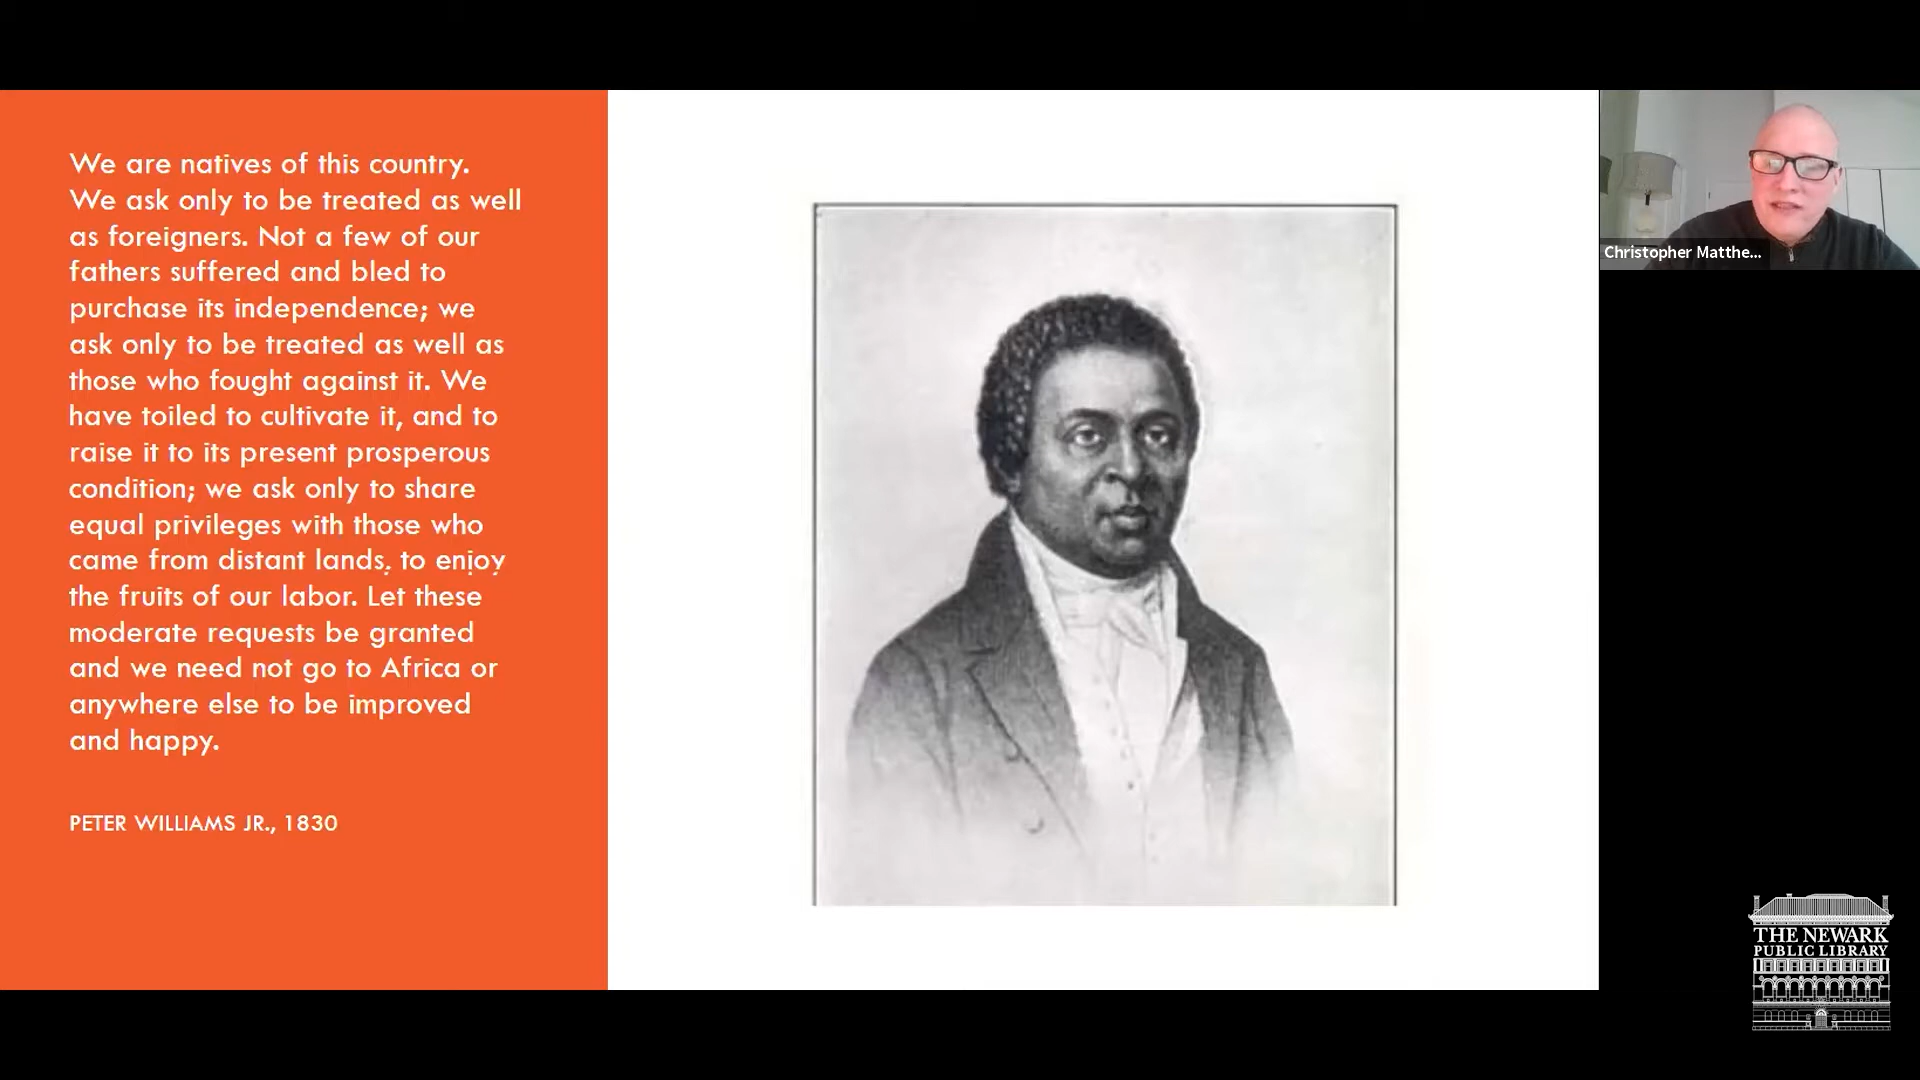 We are natives of this country.
We ask only to be treated as well
as foreigners. Not a few of our
fathers suffered and bled to
purchase its independence; we
ask only to be treated as well as
those who fought against it. We
have toiled to cultivate it, and to
raise it to its present prosperous
condition; we ask only to share
equal privileges with those who
came from distant lands, to enjoy
the fruits of our labor. Let these
moderate requests be granted
and we need not go to Africa or
anywhere else to be improved
and happy.
PETER WILLIAMS JR., 1830
Christopher Matthe...
THE NEWARK
PUBLIC LIBRARY